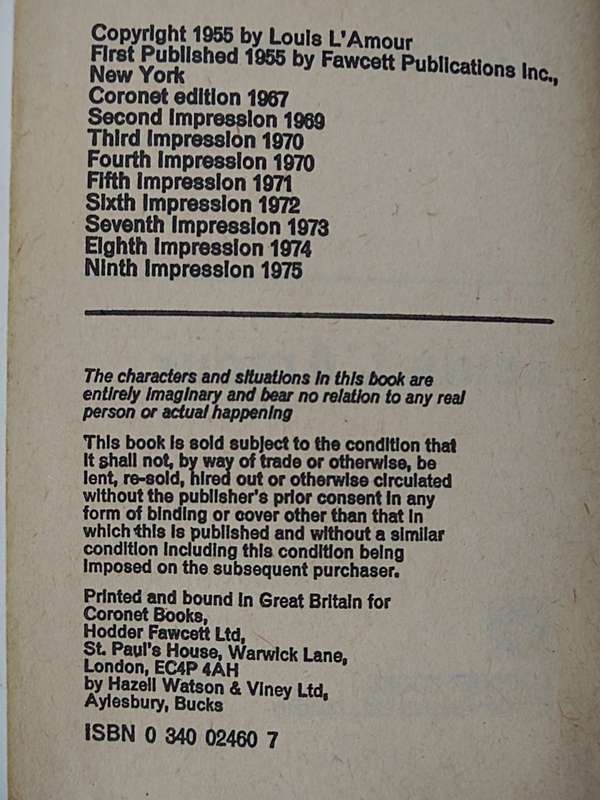 Copyright 1955 by Louis L'Amour
First Published 1955 by Fawcett Publications Inc.,
New York
Coronet edition 1967
Second Impression 1969
Third Impression 1970
Fourth Impression 1970
Fifth Impression 1971
Sixth Impression 1972
Seventh Impression 1973
Eighth Impression 1974
Ninth Impression 1975
The characters and situations in this book are
entirely imaginary and bear no relation to any real
person or actual happening
This book is sold subject to the condition that
it shall not, by way of trade or otherwise, be
lent, re-sold, hired out or otherwise circulated
without the publisher's prior consent in any
form of binding or cover other than that in
which this is published and without a similar
condition including this condition being
imposed on the subsequent purchaser.
Printed and bound in Great Britain for
Coronet Books,
Hodder Fawcett Ltd,
St. Paul's House, Warwick Lane,
London, EC4P 4AH
by Hazell Watson & Viney Ltd,
Aylesbury, Bucks
ISBN 0 340 02460 7